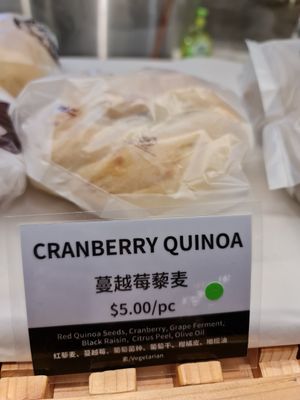 CRANBERRY QUINOA
蔓越莓藜麦
$5.00/pc
Red Quinoa Seeds, Cranberry, Grape Ferment,
Black Raisin, Citrus Peel, Olive Oil
红藜麦、蔓越莓、葡萄菌种、葡萄干、柑橘皮、橄榄油
素/Vegetarian